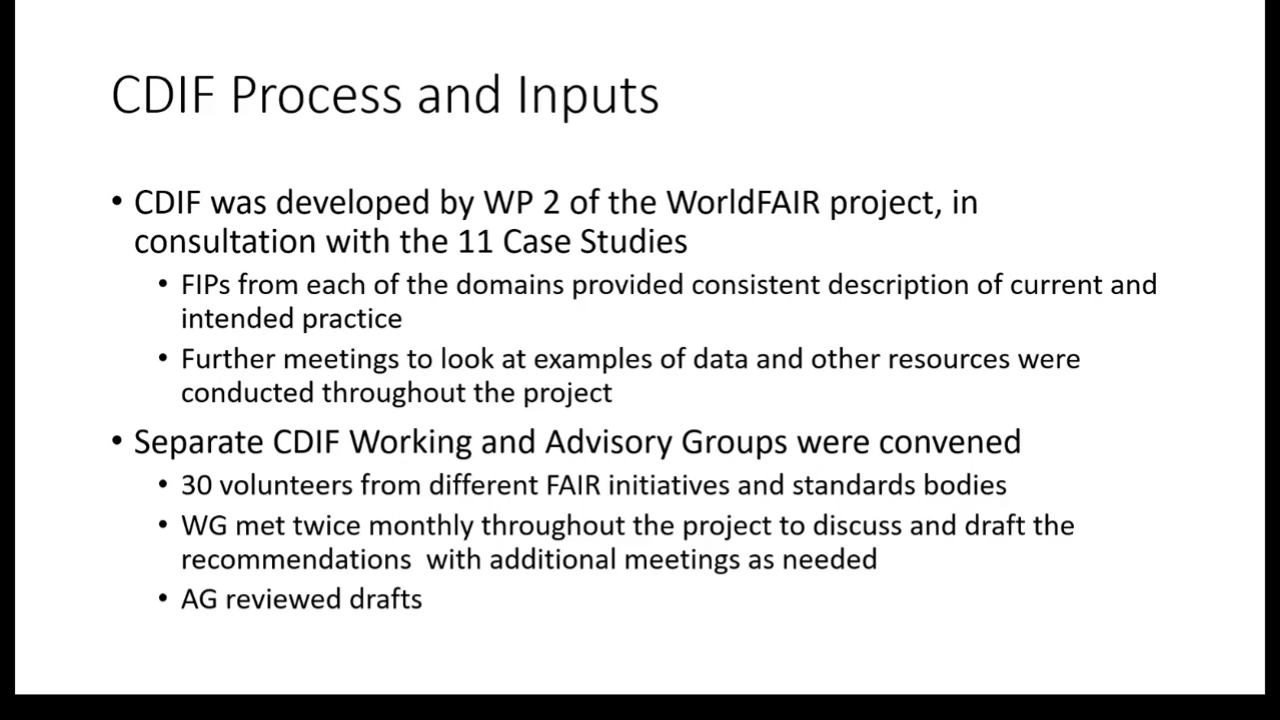 CDIF Process and Inputs
• CDIF was developed by WP 2 of the WorldFAIR project, in
consultation with the 11 Case Studies
• FIPs from each of the domains provided consistent description of current and
intended practice
• Further meetings to look at examples of data and other resources were
conducted throughout the project
• Separate CDIF Working and Advisory Groups were convened
• 30 volunteers from different FAIR initiatives and standards bodies
• WG met twice monthly throughout the project to discuss and draft the
recommendations  with additional meetings as needed
• AG reviewed drafts